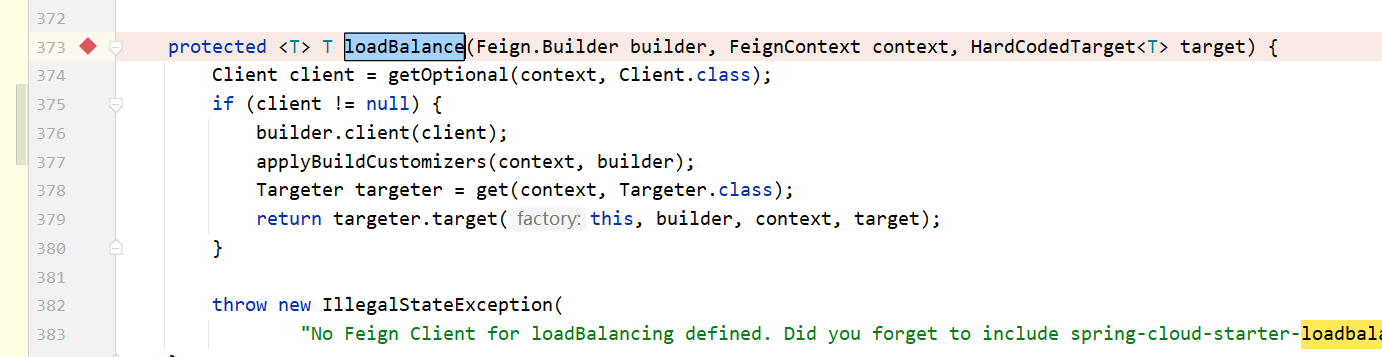 372
373 protected <T> T loadBalance(Feign.Builder builder, FeignContext context, HardCodedTarget<T> target) {
374 Client client = getOptional(context, Client.class);
375 if (client != null) {
376 builder.client(client);
377 applyBuildCustomizers(context, builder);
378 Targeter targeter = get(context, Targeter.class);
379 return targeter.target( factory: this, builder, context, target);
380 }
381
382 throw new IllegalStateException(
383 "No Feign Client for loadBalancing defined. Did you forget to include spring-cloud-starter-loadbala